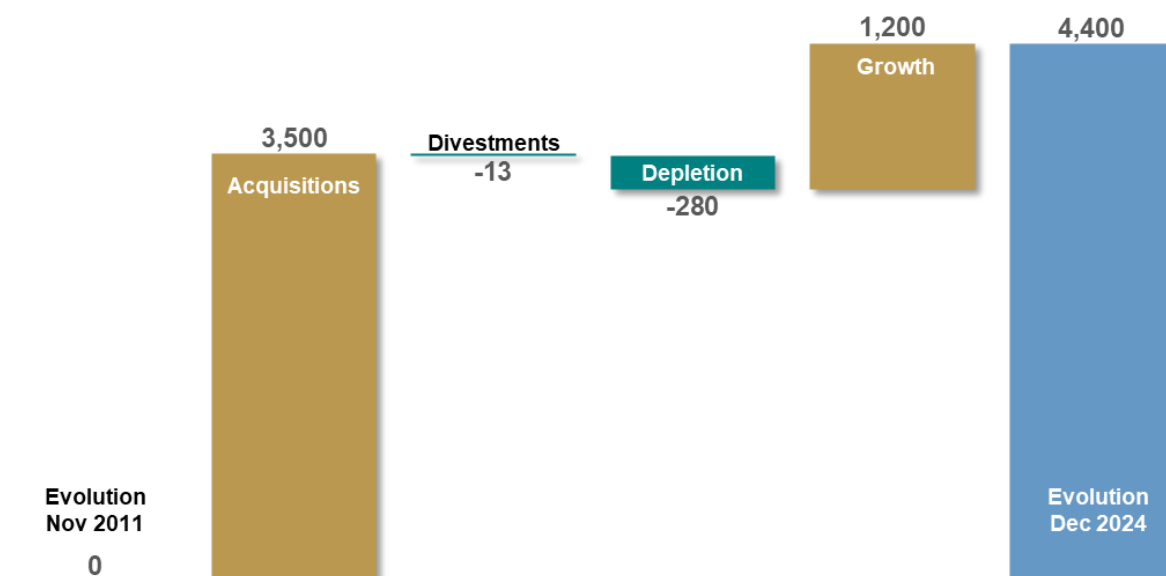 1,200
4,400
Growth
3,500
Divestments
-13
Acquisitions
Depletion
-280
Evolution
Nov 2011
0
Evolution
Dec 2024